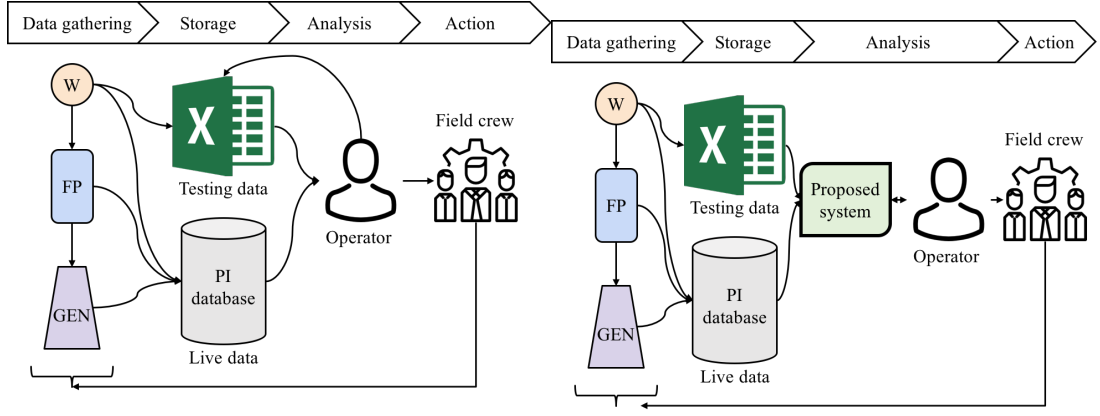 Data gathering
Storage
Analysis
Action
W
FP
GEN
X
Testing data
PI
database
Live data
Operator
Field crew
Data gathering
Storage
Analysis
Action
W
FP
GEN
X
Testing data
PI
database
Live data
Proposed
system
Operator
Field crew